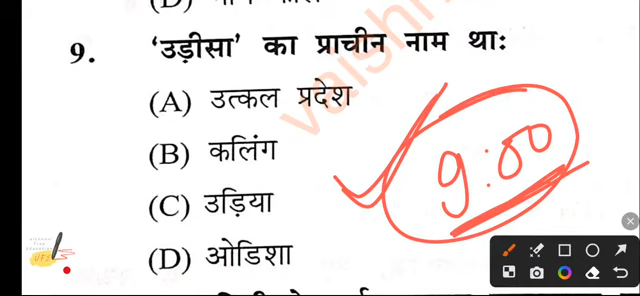 9. 'उड़ीसा' का प्राचीन नाम था:
(A) उत्कल प्रदेश
(B) कलिंग
(C) उड़िया
(D) ओडिशा
9:00